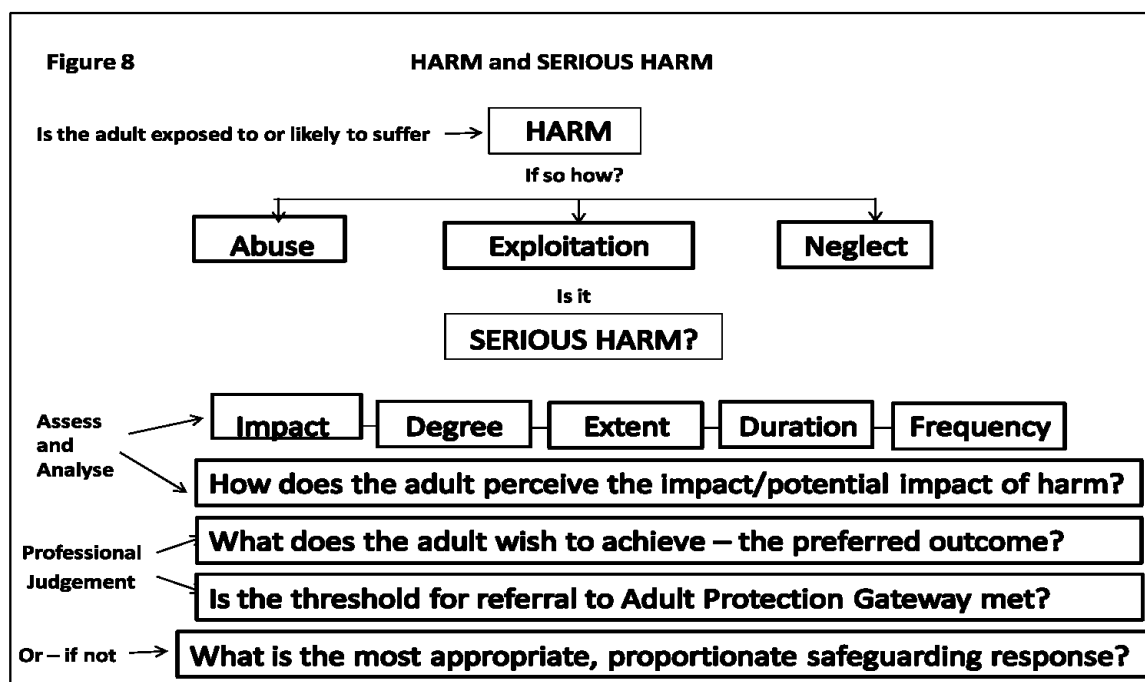 Figure 8
HARM and SERIOUS HARM
Is the adult exposed to or likely to suffer
HARM
If so how?
Abuse
Exploitation
Neglect
Is it
SERIOUS HARM?
Assess
and
Analyse
Impact
Degree
Extent
Duration
Frequency
How does the adult perceive the impact/potential impact of harm?
Professional
Judgement
What does the adult wish to achieve – the preferred outcome?
Is the threshold for referral to Adult Protection Gateway met?
Or – if not
What is the most appropriate, proportionate safeguarding response?